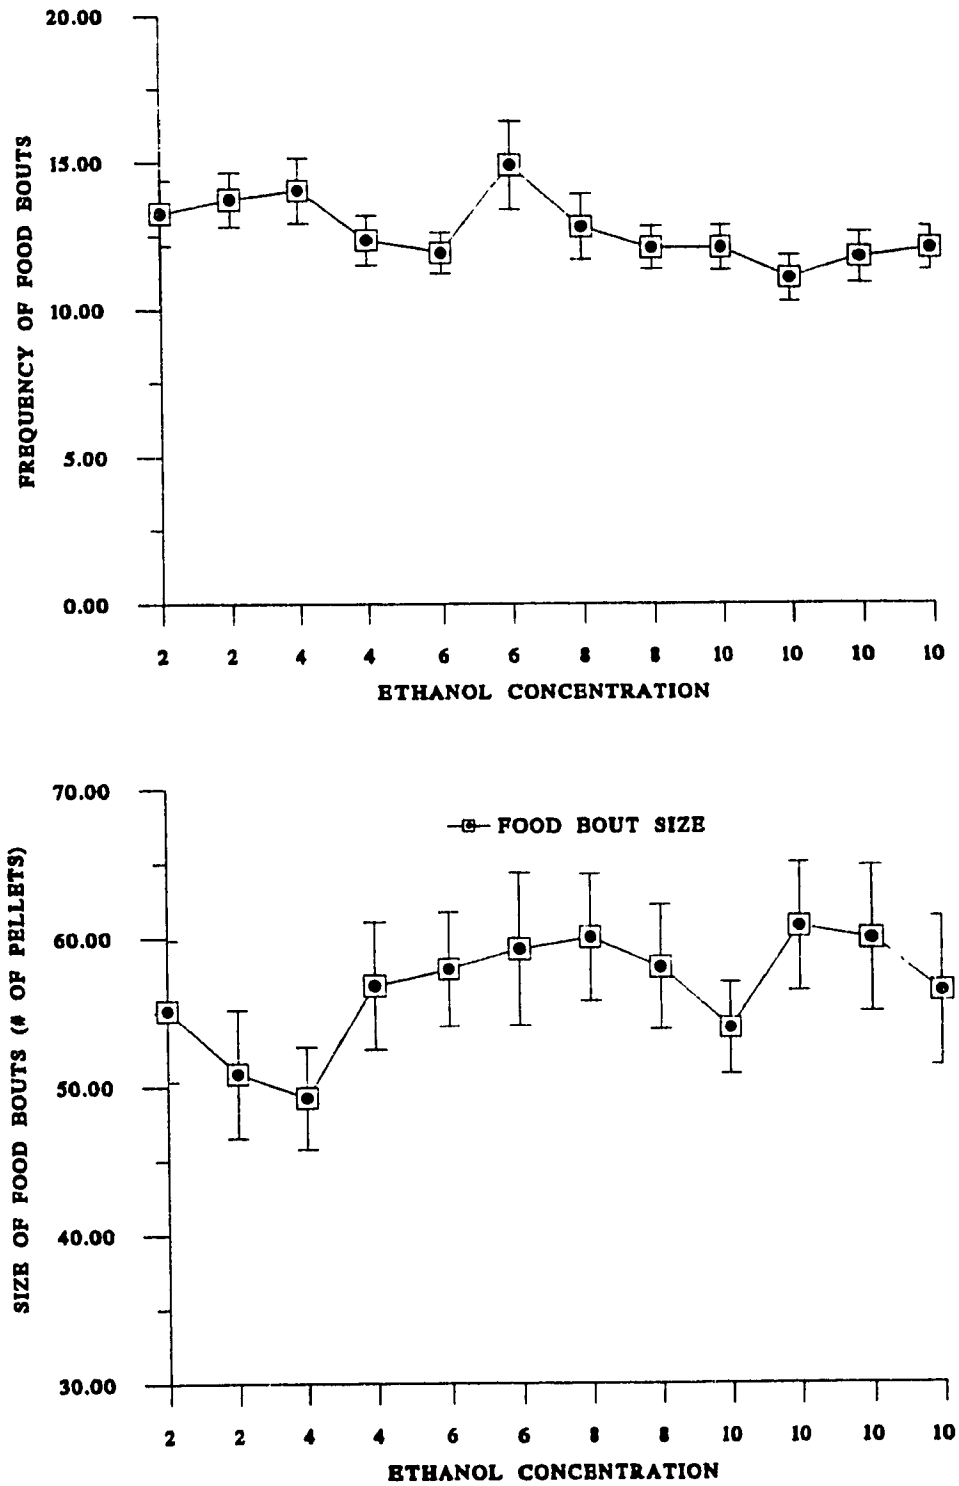 20.00
15.00
10.00
5.00
0.00
FREQUENCY OF FOOD BOUTS
2 2 4 4 6 6 8 8 10 10 10 10
ETHANOL CONCENTRATION
70.00
60.00
50.00
40.00
30.00
SIZE OF FOOD BOUTS (# OF PELLETS)
FOOD BOUT SIZE
2 2 4 4 6 6 8 8 10 10 10 10
ETHANOL CONCENTRATION